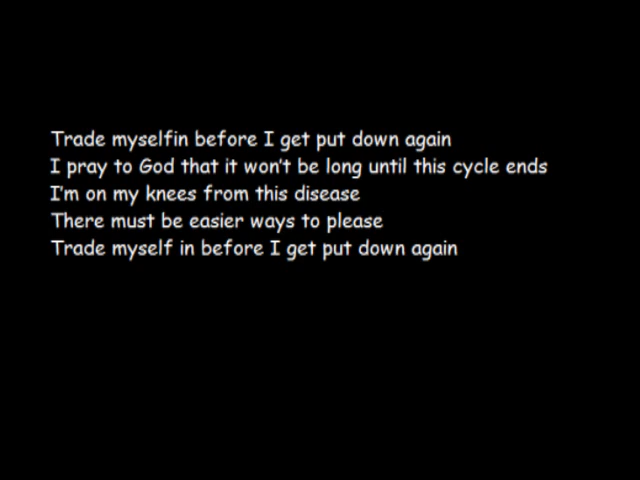 Trade myselfin before I get put down again
I pray to God that it won't be long until this cycle ends
I'm on my knees from this disease
There must be easier ways to please
Trade myself in before I get put down again